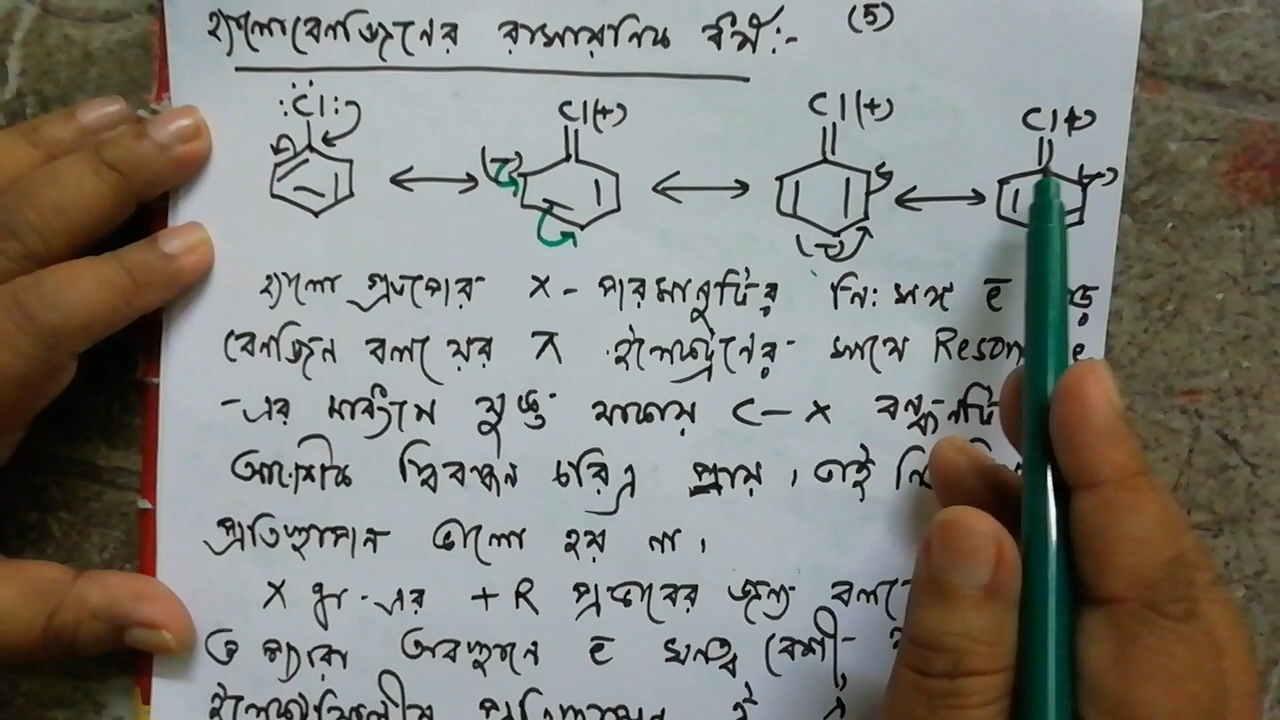 হ্যালোবেনজিনের রাসায়নিক ধর্ম:- (5)
:Cl: Cl(+) Cl(+) Cl(+)
(-) (-) (-)
হ্যালো গ্রুপের X - পরমানুটির নি:সঙ্গ e̅
বেনজিন বলয়ের π ইলেকট্রনের সাথে Reson
-এর মাধ্যমে যুক্ত থাকায় C-X বন্ধনটি
আংশিক দ্বিবন্ধন চরিত্র প্রায়। তাই
প্রতিস্থাপন ভালো হয় না।
X gr.-এর +R প্রভাবের জন্য
ও প্যারা অবস্থানে e̅ ঘনত্ব বেশী